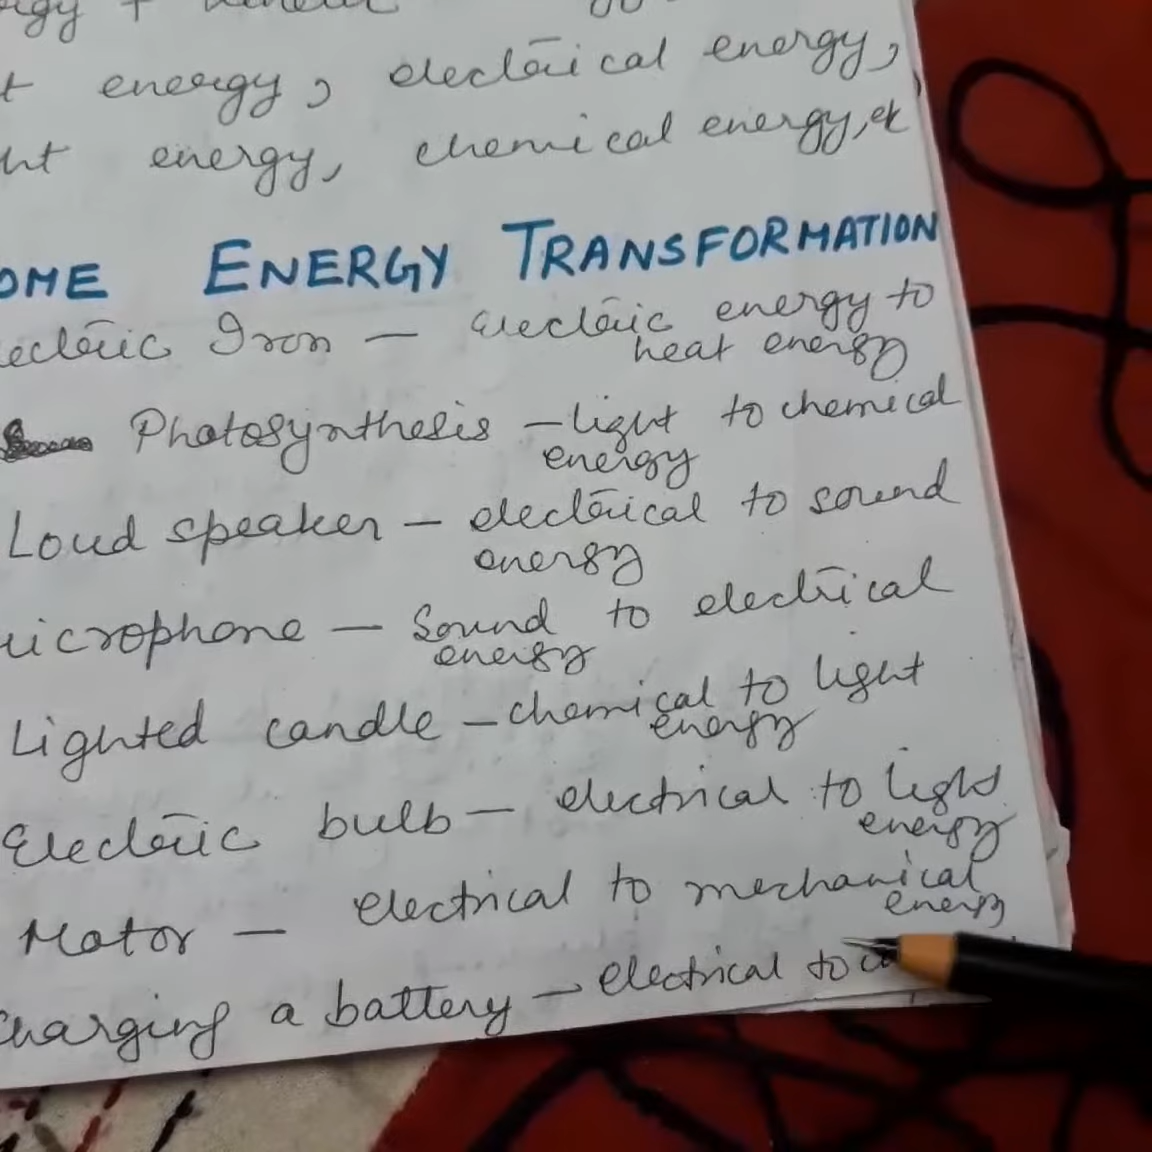 energy, electrical energy,
energy, chemical energy, etc
ENERGY TRANSFORMATION
Iron — Electric energy to
heat energy
Photosynthesis — light to chemical
energy
Loud speaker — electrical to sound
energy
icrophone — Sound to electrical
energy
Lighted candle — chemical to light
energy
Electric bulb — electrical to light
energy
Motor — electrical to mechanical
energy
harging a battery — electrical to